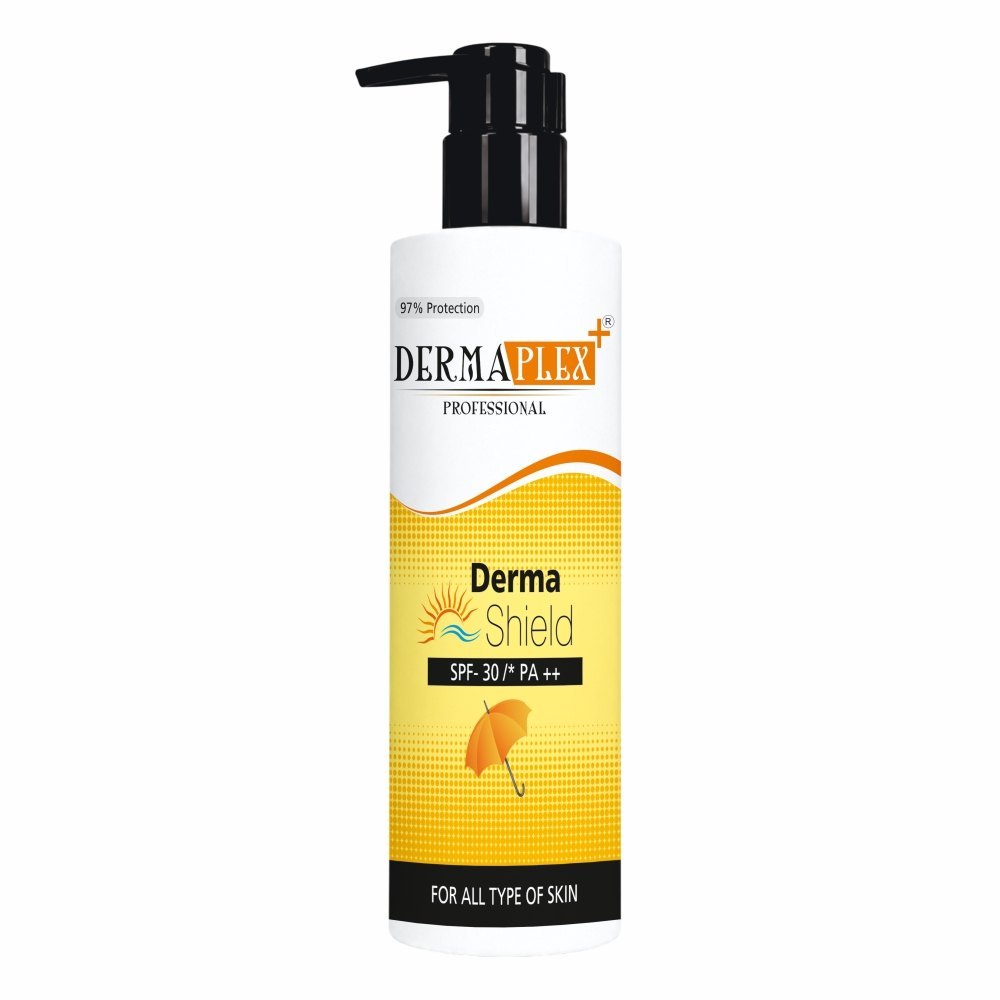 97% Protection
DERMAPLEX+®
PROFESSIONAL
Derma
Shield
SPF- 30 /* PA ++
FOR ALL TYPE OF SKIN